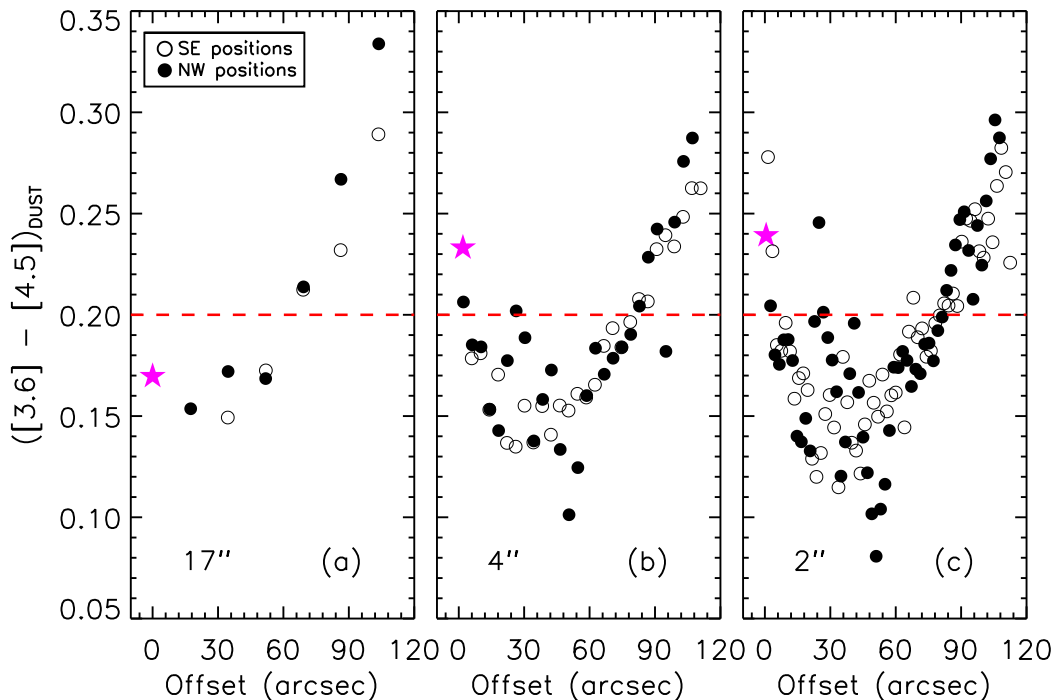 ([3.6] − [4.5])DUST
0.35
0.30
0.25
0.20
0.15
0.10
0.05
SE positions
NW positions
17″ (a)
4″ (b)
2″ (c)
0 30 60 90 120
0 30 60 90 120
0 30 60 90 120
Offset (arcsec)
Offset (arcsec)
Offset (arcsec)